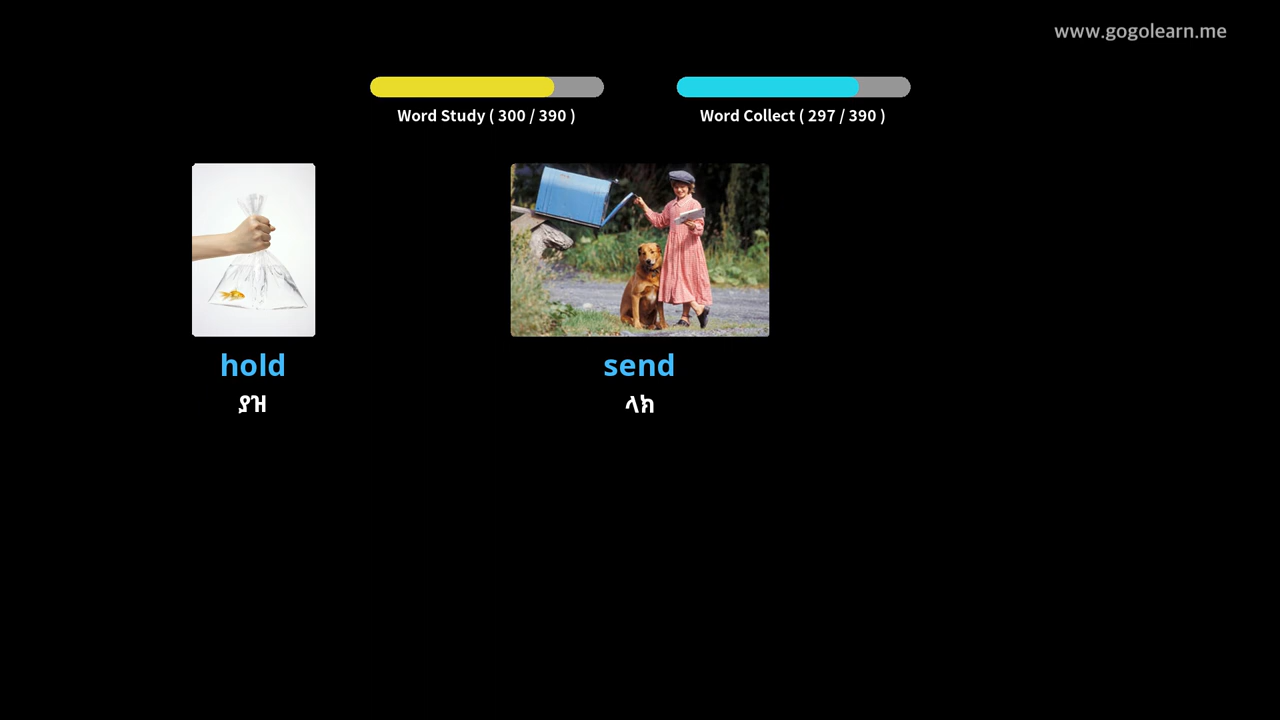 www.gogolearn.me
Word Study ( 300 / 390 )
Word Collect ( 297 / 390 )
hold
send
ያዝ
ላክ